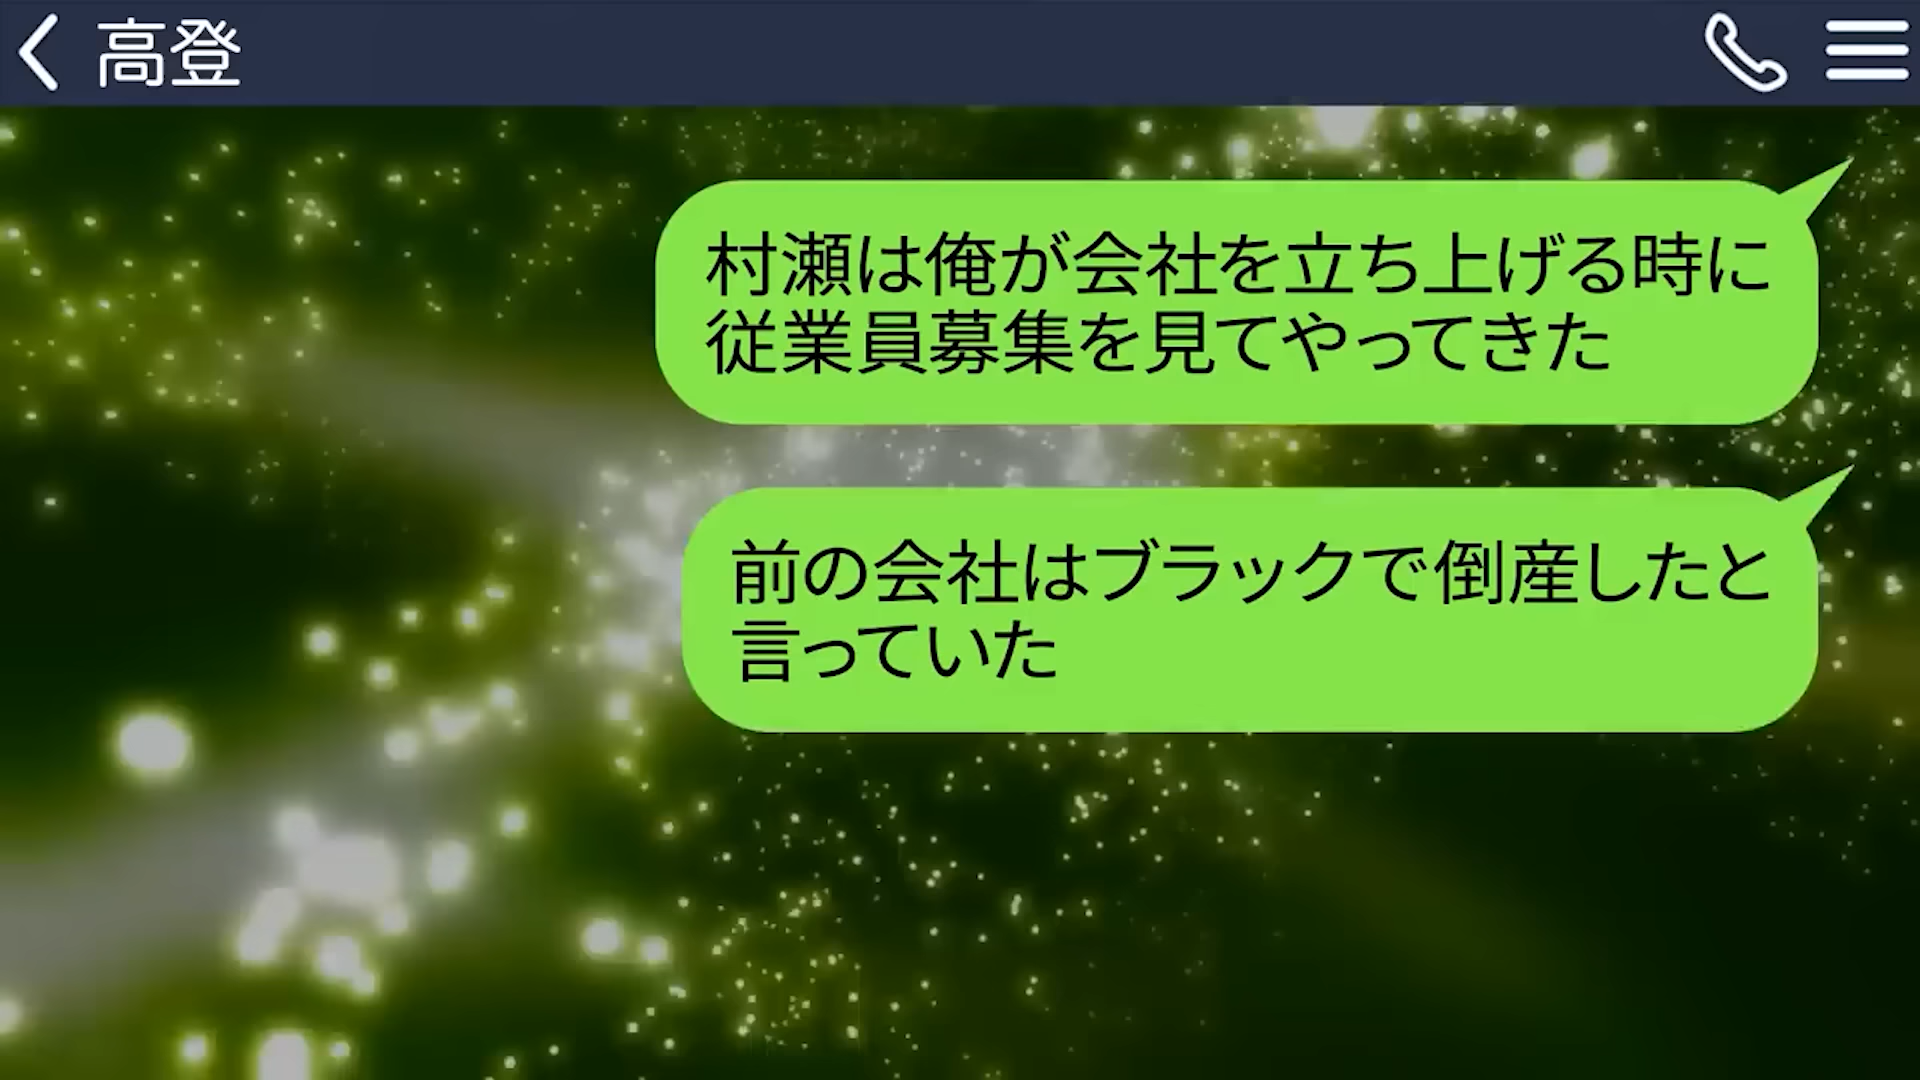 高登
村瀬は俺が会社を立ち上げる時に
従業員募集を見てやってきた
前の会社はブラックで倒産したと
言っていた